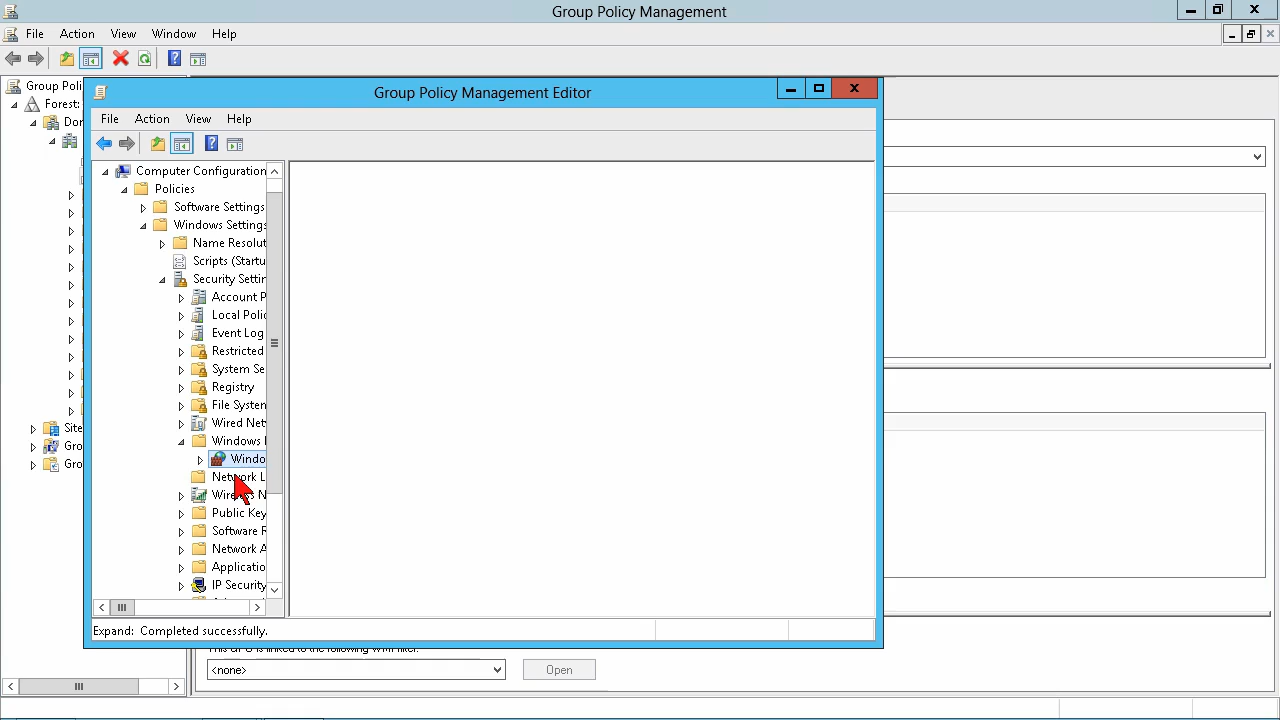 Group Policy Management
File Action View Window Help
Group Poli
Forest:
Dor
Site
Gro
Gro
Group Policy Management Editor
File Action View Help
Computer Configuration
Policies
Software Settings
Windows Settings
Name Resolut
Scripts (Startu
Security Settin
Account P
Local Polic
Event Log
Restricted
System Se
Registry
File System
Wired Net
Windows
Windo
Network L
N
Public Key
Software R
Network A
Applicatio
IP Security
Expand: Completed successfully.
<none>
Open